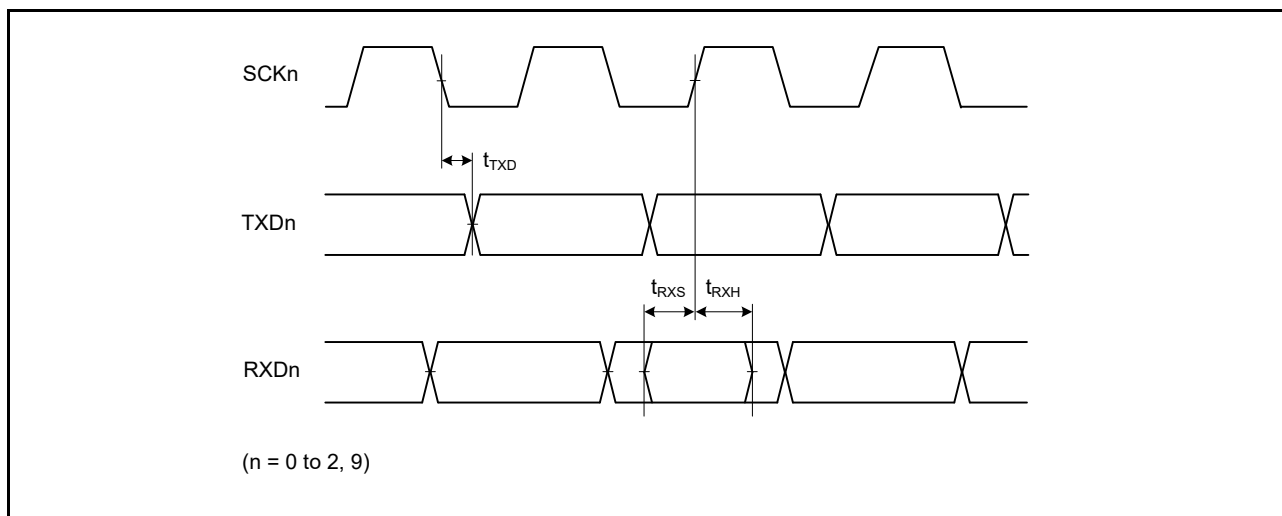 SCKn
tTXD
TXDn
tRXS tRXH
RXDn
(n = 0 to 2, 9)